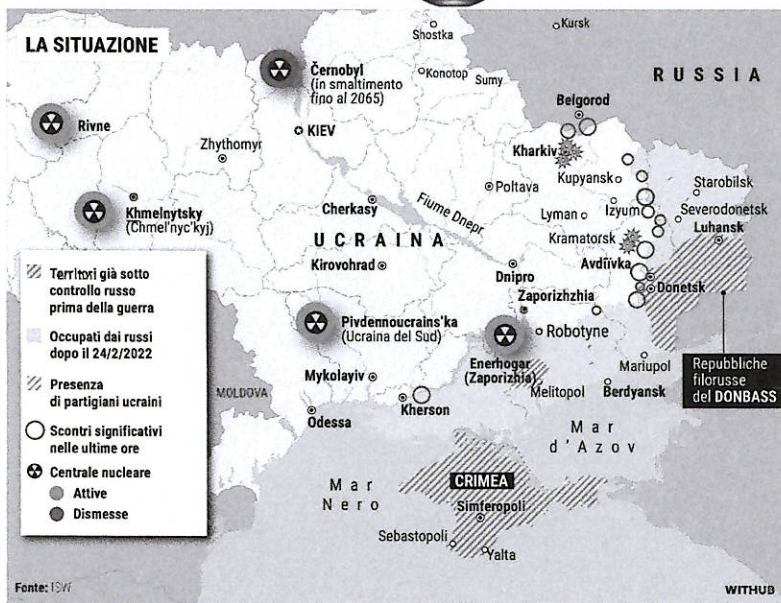 LA SITUAZIONE
Shostka
Kursk
Černobyl
(in smaltimento
fino al 2065)
Konotop
Sumy
RUSSIA
Rivne
Belgorod
KIEV
Zhythomyr
Kharkiv
Kupyansk
Starobilsk
Poltava
Khmelnytsky
(Chmel'nyc'kyj)
Cherkasy
Fiume Dnepr
Lyman
Izyum
Severodonetsk
Luhansk
UCRAINA
Kramatorsk
Kirovohrad
Dnipro
Avdiïvka
Donetsk
Zaporizhzhia
Pivdennoucrains'ka
(Ucraina del Sud)
Robotyne
Enerhogar
(Zaporizhia)
Mariupol
Repubbliche
filorusse
del DONBASS
MOLDOVA
Mykolayiv
Melitopol
Berdyansk
Kherson
Odessa
Mar
d'Azov
Mar
Nero
CRIMEA
Simferopoli
Sebastopoli
Yalta
Territori già sotto
controllo russo
prima della guerra
Occupati dai russi
dopo il 24/2/2022
Presenza
di partigiani ucraini
Scontri significativi
nelle ultime ore
Centrale nucleare
Attive
Dismesse
Fonte: ISW
WITHUB